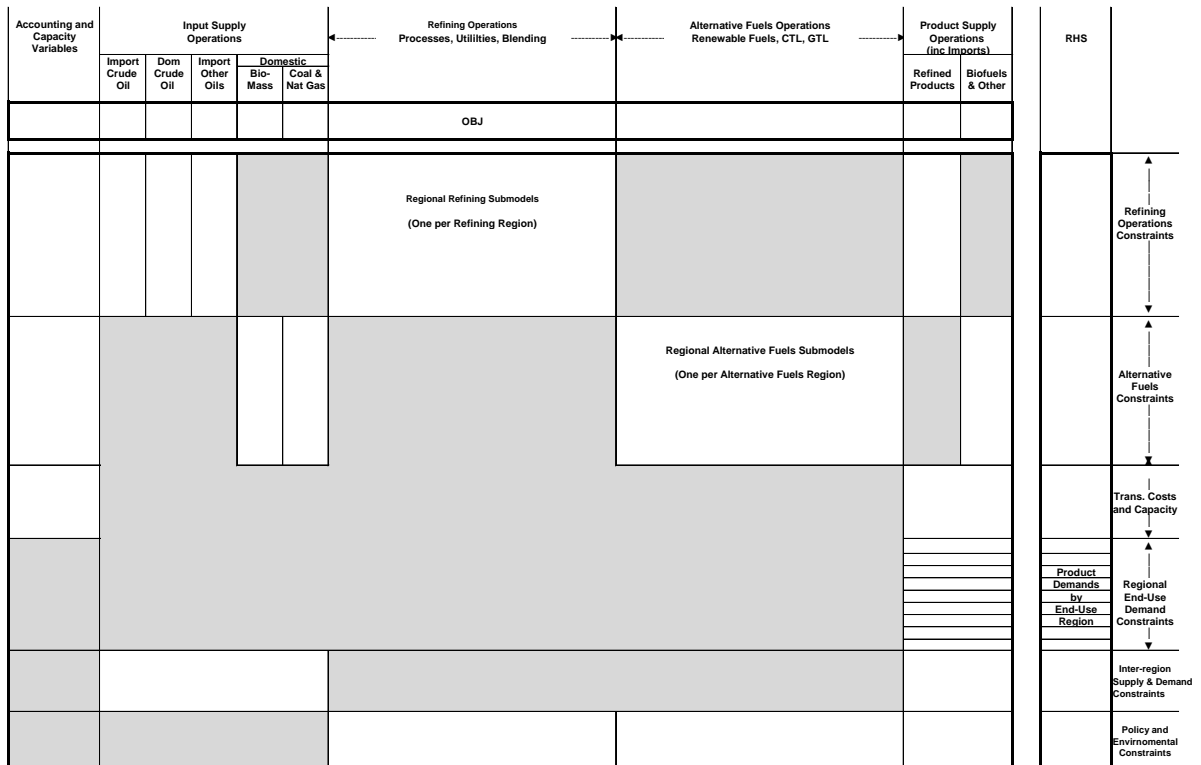 Accounting and
Capacity
Variables
Input Supply
Operations
Refining Operations
Processes, Utililties, Blending
Alternative Fuels Operations
Renewable Fuels, CTL, GTL
Product Supply
Operations
(inc Imports)
RHS
Import
Crude
Oil
Dom
Crude
Oil
Import
Other
Oils
Domestic
Bio-
Mass
Coal &
Nat Gas
Refined
Products
Biofuels
& Other
OBJ
Regional Refining Submodels
(One per Refining Region)
Refining
Operations
Constraints
Regional Alternative Fuels Submodels
(One per Alternative Fuels Region)
Alternative
Fuels
Constraints
Trans. Costs
and Capacity
Product
Demands
by
End-Use
Region
Regional
End-Use
Demand
Constraints
Inter-region
Supply & Demand
Constraints
Policy and
Envirnomental
Constraints